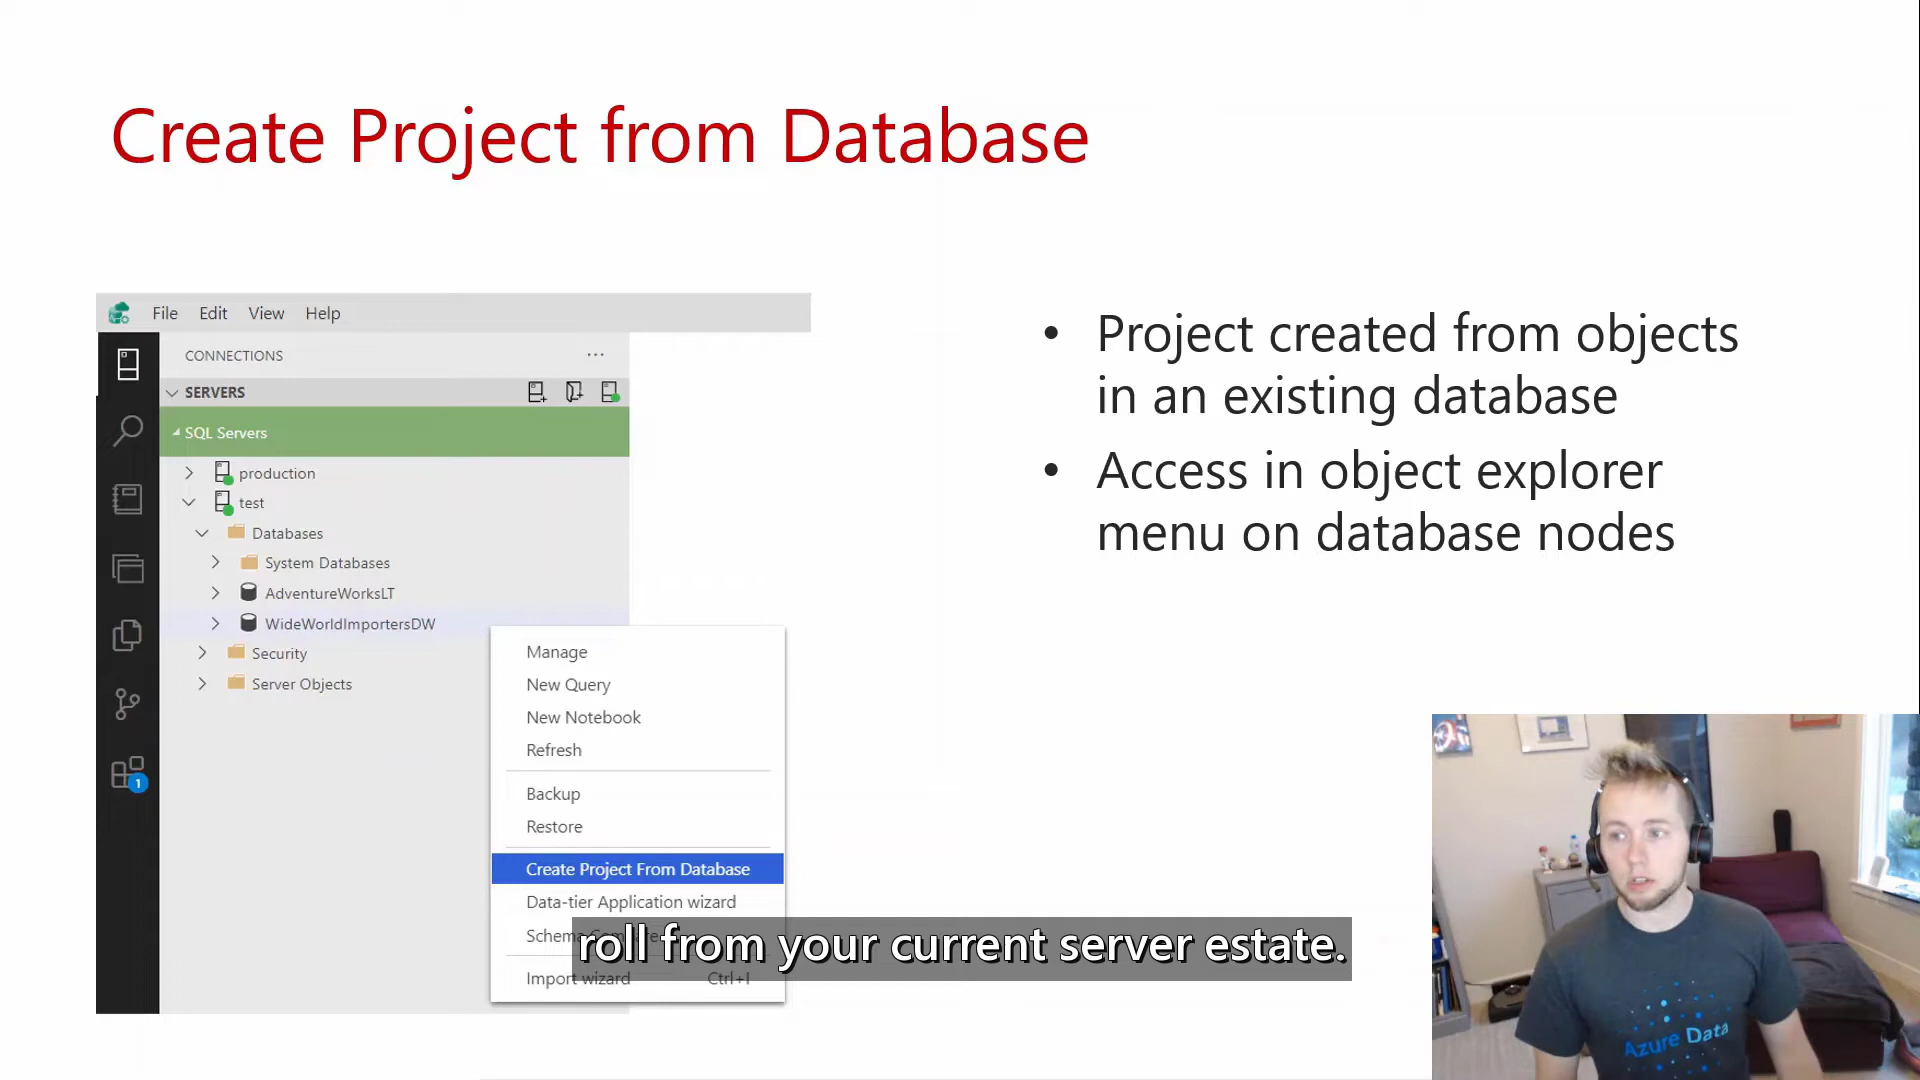 Create Project from Database
File Edit View Help
CONNECTIONS
SERVERS
SQL Servers
production
test
Databases
System Databases
AdventureWorksLT
WideWorldImportersDW
Security
Server Objects
1
Manage
New Query
New Notebook
Refresh
Backup
Restore
Create Project From Database
Data-tier Application wizard
Schema Compare
Import wizard Ctrl+I
• Project created from objects
in an existing database
• Access in object explorer
menu on database nodes
roll from your current server estate.
Azure Data